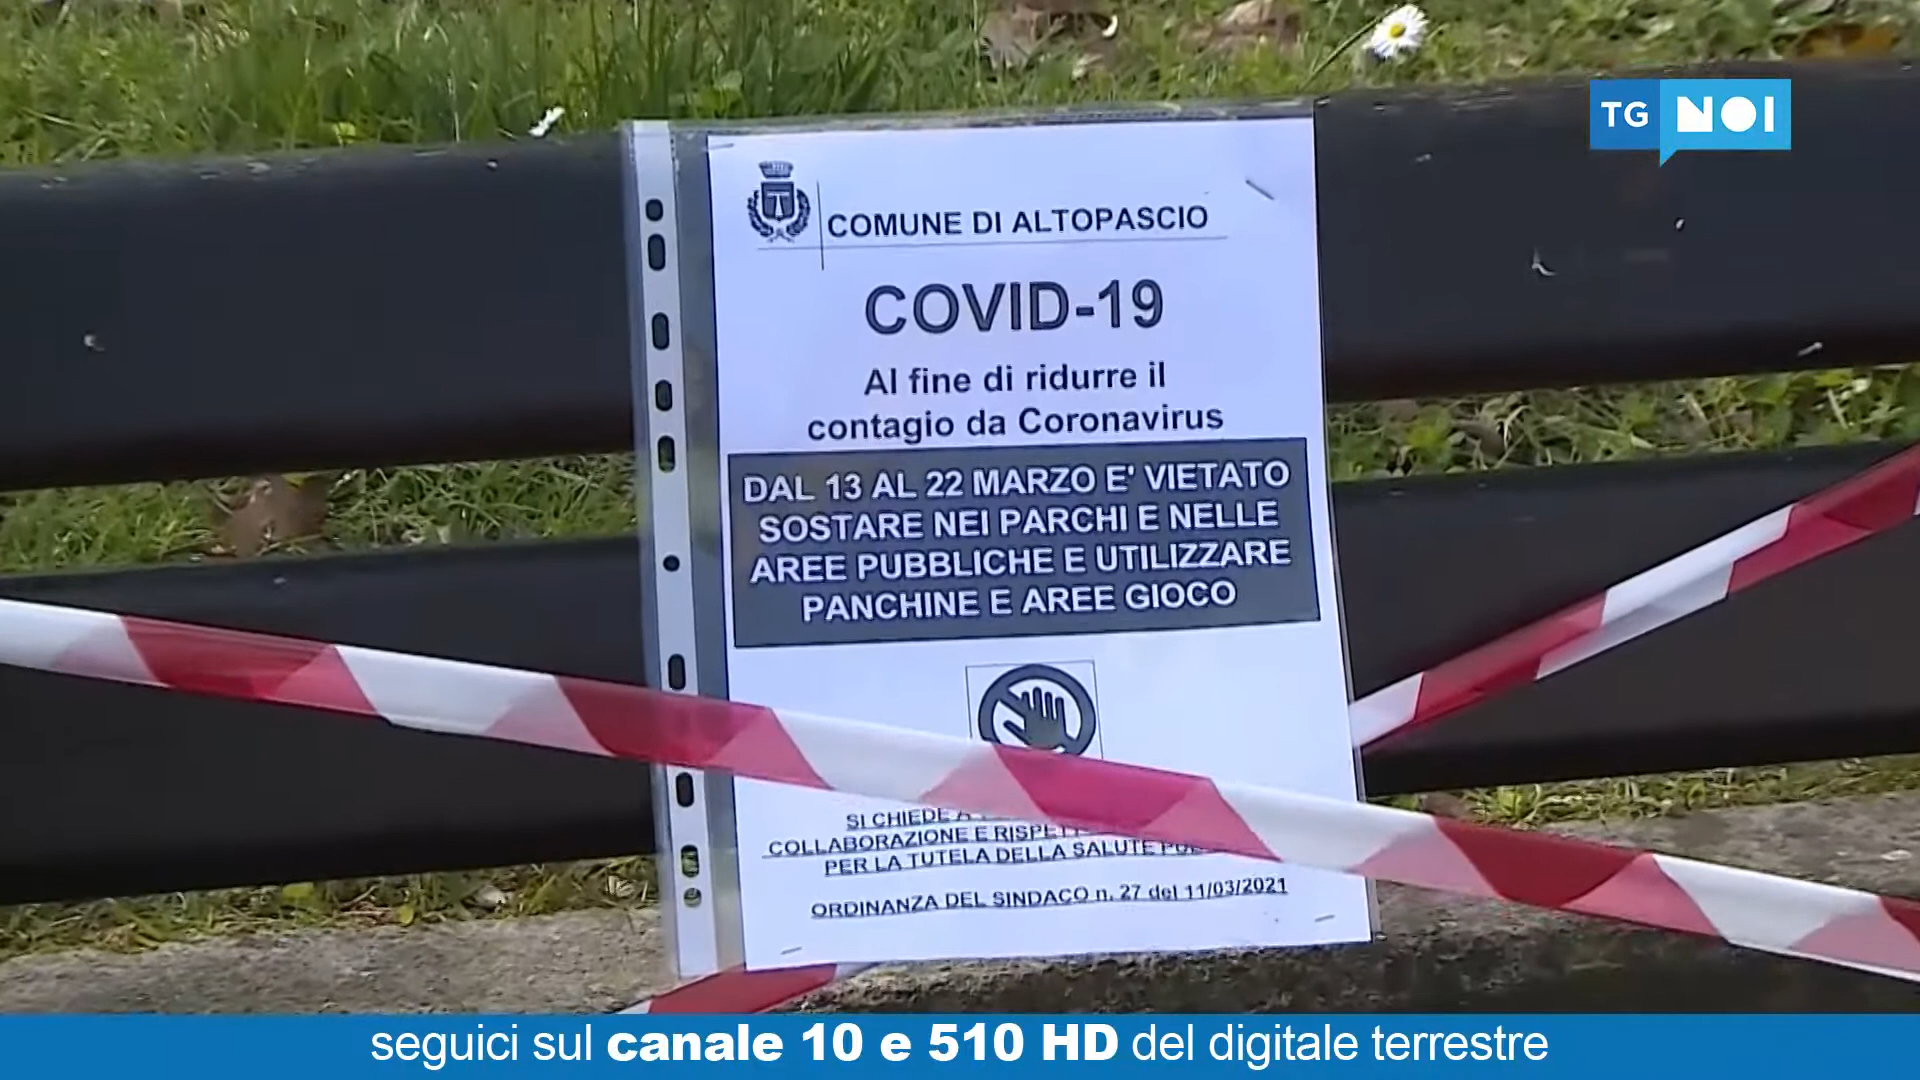 TG NOI
COMUNE DI ALTOPASCIO
COVID-19
Al fine di ridurre il
contagio da Coronavirus
DAL 13 AL 22 MARZO E' VIETATO
SOSTARE NEI PARCHI E NELLE
AREE PUBBLICHE E UTILIZZARE
PANCHINE E AREE GIOCO
SI CHIEDE
COLLABORAZIONE E
PER LA TUTELA DELLA SALUTE
ORDINANZA DEL SINDACO n. 27 del 11/03/2021
seguici sul canale 10 e 510 HD del digitale terrestre